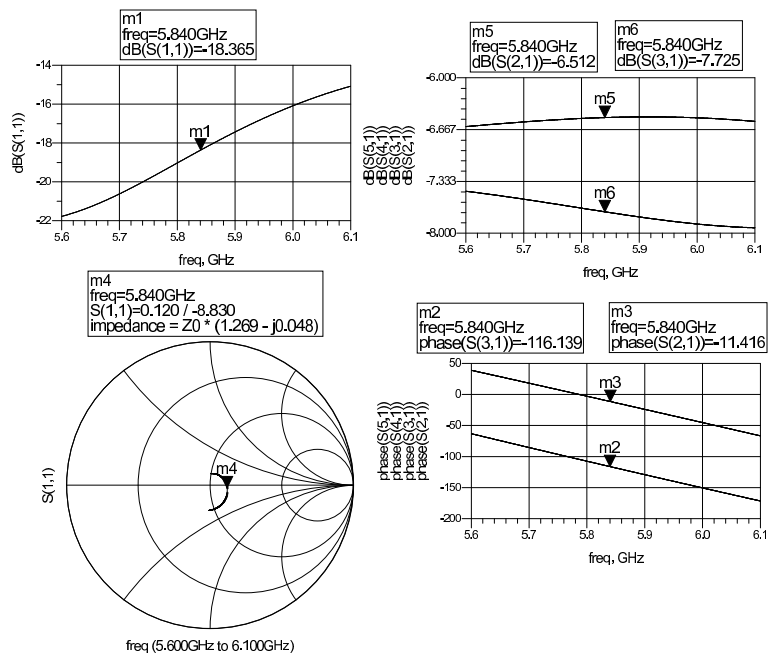 m1
freq=5.840GHz
dB(S(1,1))=-18.365
-14
-16
-18
-20
-22
5.6
5.7
5.8
5.9
6.0
6.1
m1
dB(S(1,1))
freq, GHz
m5
freq=5.840GHz
dB(S(2,1))=-6.512
m6
freq=5.840GHz
dB(S(3,1))=-7.725
-6.000
-6.667
-7.333
-8.000
5.6
5.7
5.8
5.9
6.0
6.1
m5
m6
dB(S(5,1))
dB(S(4,1))
dB(S(3,1))
dB(S(2,1))
freq, GHz
m4
freq=5.840GHz
S(1,1)=0.120 / -8.830
impedance = Z0 * (1.269 - j0.048)
m4
S(1,1)
freq (5.600GHz to 6.100GHz)
m2
freq=5.840GHz
phase(S(3,1))=-116.139
m3
freq=5.840GHz
phase(S(2,1))=-11.416
50
0
-50
-100
-150
-200
5.6
5.7
5.8
5.9
6.0
6.1
m3
m2
phase(S(5,1))
phase(S(4,1))
phase(S(3,1))
phase(S(2,1))
freq, GHz